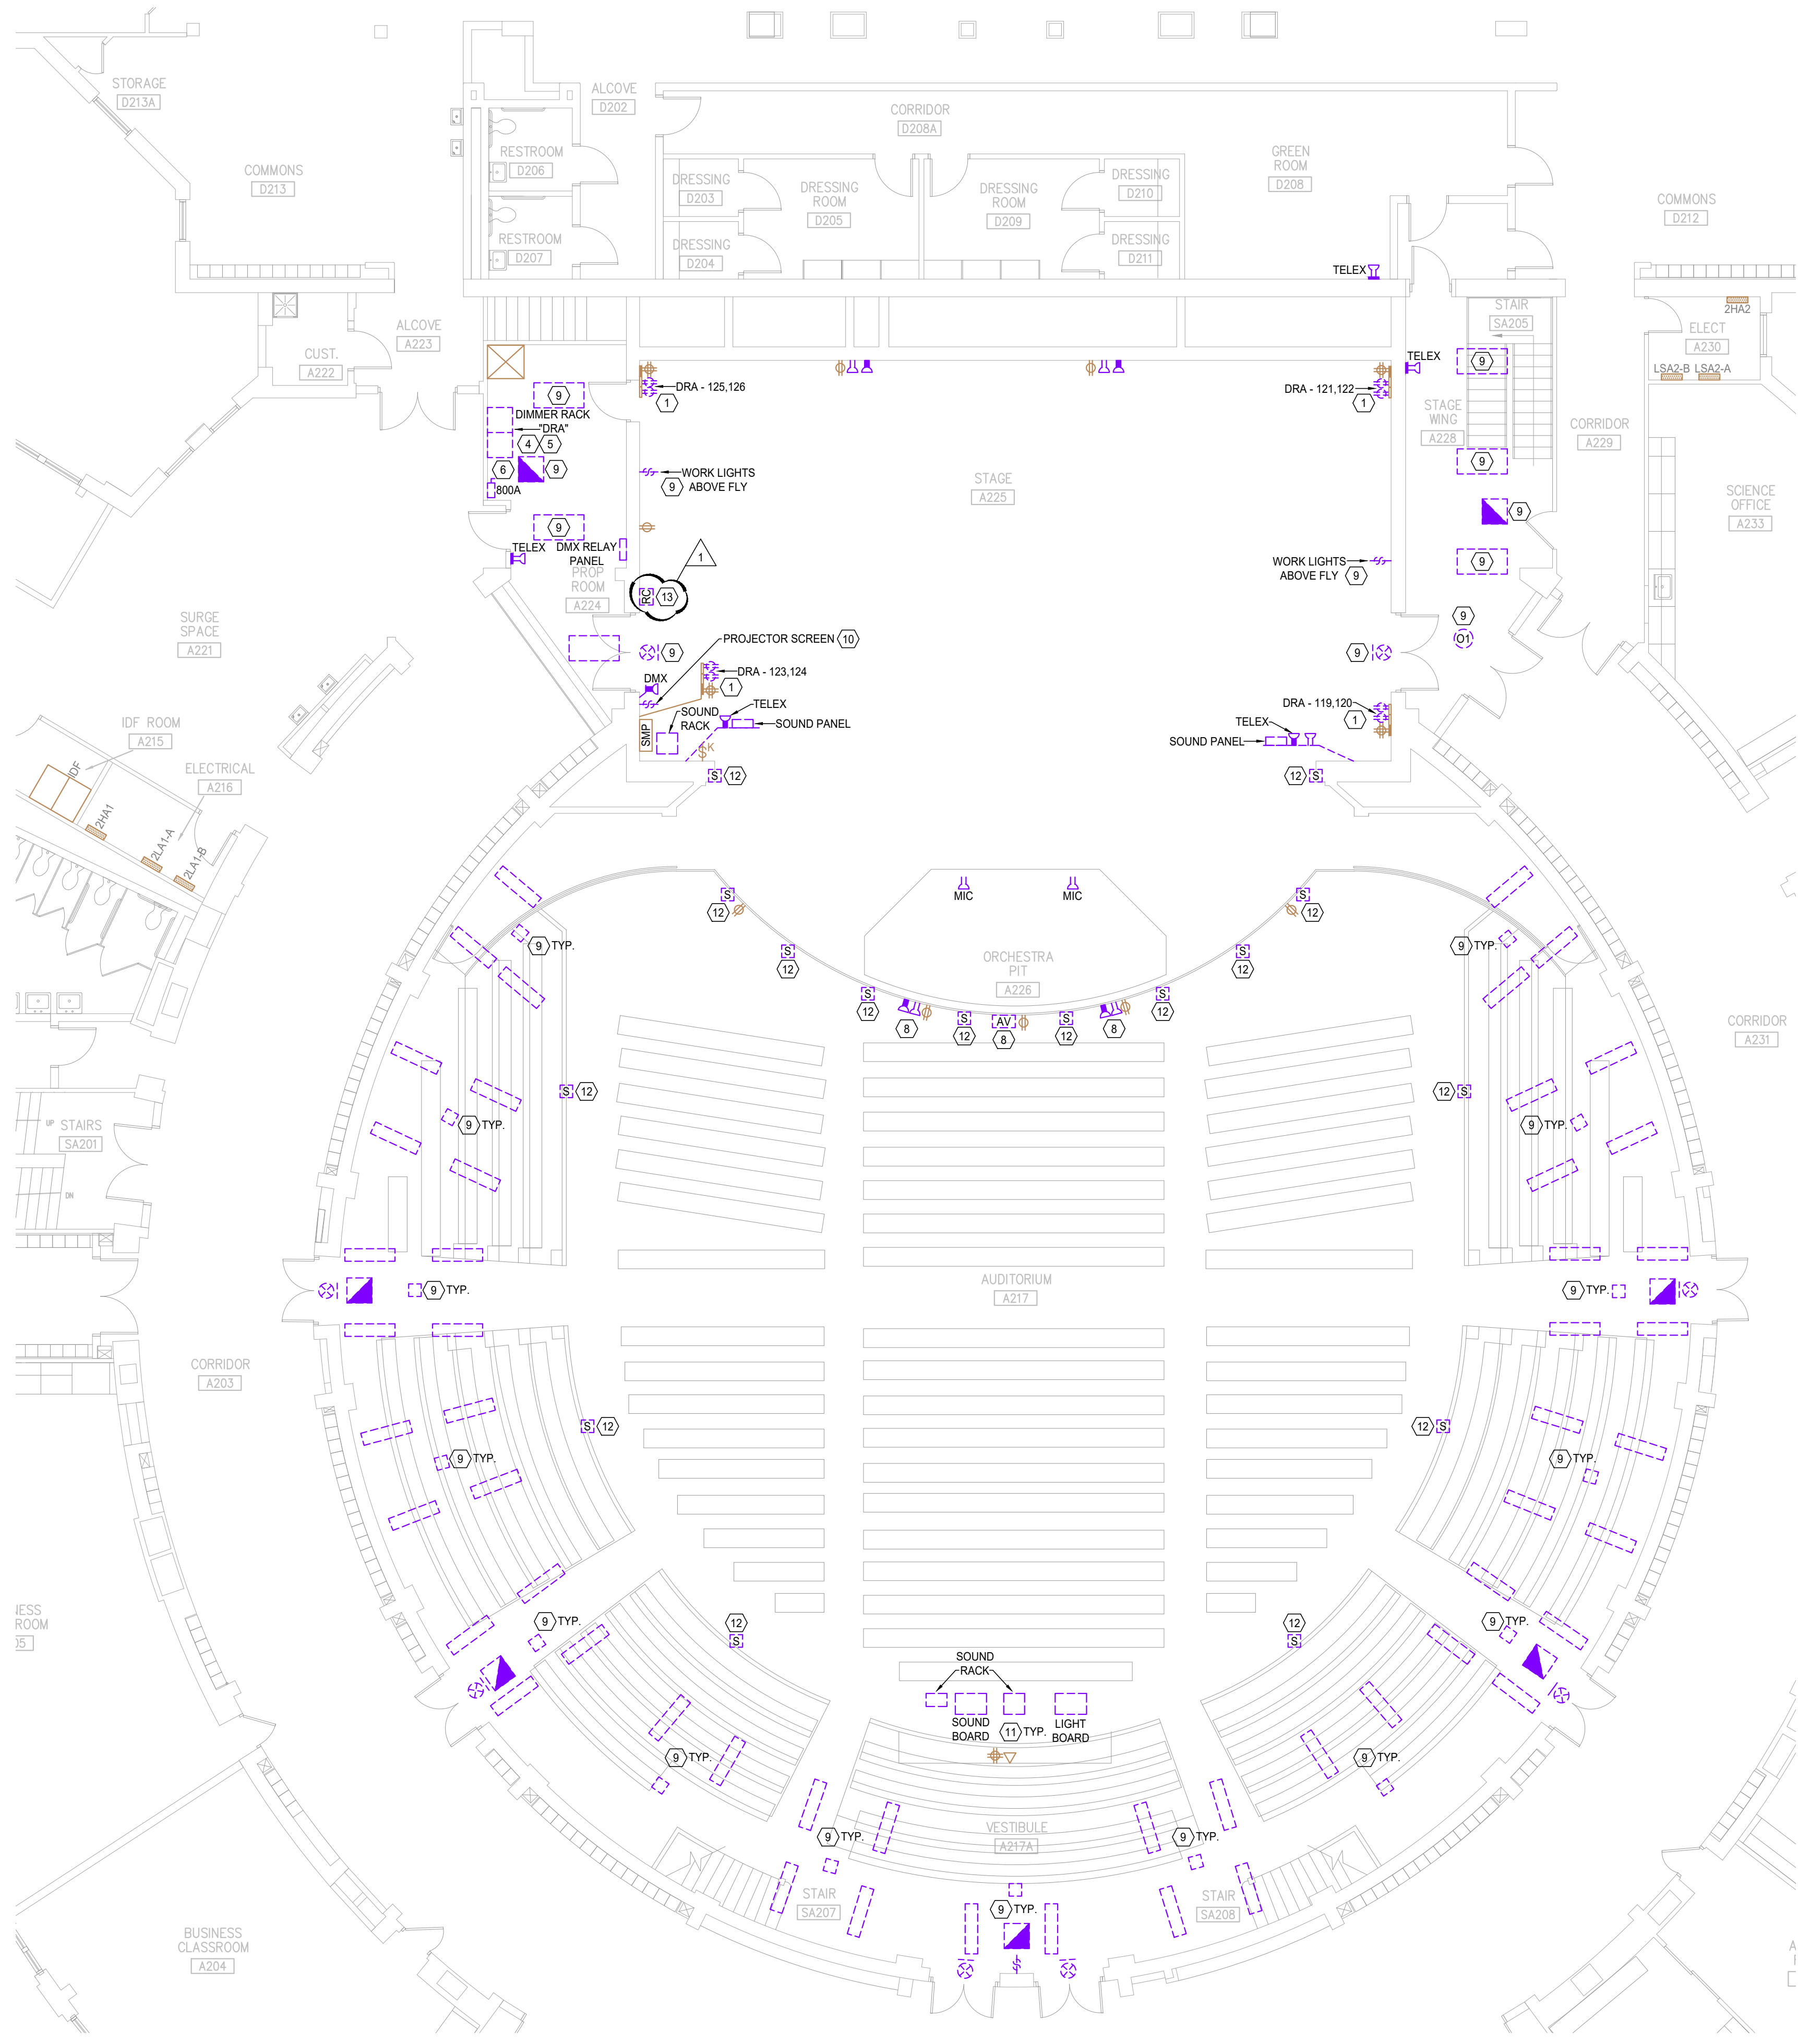 STORAGE
D213A
COMMONS
D213
ALCOVE
D202
RESTROOM
D206
RESTROOM
D207
CORRIDOR
D208A
DRESSING
D203
DRESSING
ROOM
D205
DRESSING
D204
DRESSING
ROOM
D209
DRESSING
D210
DRESSING
D211
GREEN
ROOM
D208
COMMONS
D212
TELEX
STAIR
SA205
2HA2
ELECT
A230
LSA2-B LSA2-A
ALCOVE
A223
CUST.
A222
9
DIMMER RACK
"DRA"
4 5
6
9
800A
9
TELEX
DMX RELAY
PANEL
PROP
ROOM
A224
DRA - 125,126
1
WORK LIGHTS
9 ABOVE FLY
1
RC 13
9
PROJECTOR SCREEN 10
DRA - 123,124
1
DMX
TELEX
SOUND
RACK
SOUND PANEL
SMP
$K
S 12
STAGE
A225
DRA - 121,122
1
TELEX
9
STAGE
WING
A228
9
9
WORK LIGHTS
ABOVE FLY
9
9
9
O1
9
DRA - 119,120
1
TELEX
SOUND PANEL
12 S
CORRIDOR
A229
SCIENCE
OFFICE
A233
SURGE
SPACE
A221
IDF ROOM
A215
IDF
ELECTRICAL
A216
2HA1
2LA1-A
2LA1-B
MIC
MIC
ORCHESTRA
PIT
A226
S
12
S
12
S
12
S
12
S
12
S
12
S
12
S
12
8
AV
8
8
9 TYP.
9 TYP.
S 12
12 S
9 TYP.
9 TYP.
CORRIDOR
A231
UP STAIRS
SA201
DN
AUDITORIUM
A217
9 TYP.
9 TYP.
CORRIDOR
A203
S 12
12 S
9 TYP.
9 TYP.
9 TYP.
12
S
12
S
9 TYP.
SOUND
RACK
SOUND
BOARD
11 TYP.
LIGHT
BOARD
9 TYP.
9 TYP.
VESTIBULE
A217A
9 TYP.
9 TYP.
STAIR
SA207
STAIR
SA208
9 TYP.
BUSINESS
CLASSROOM
A204